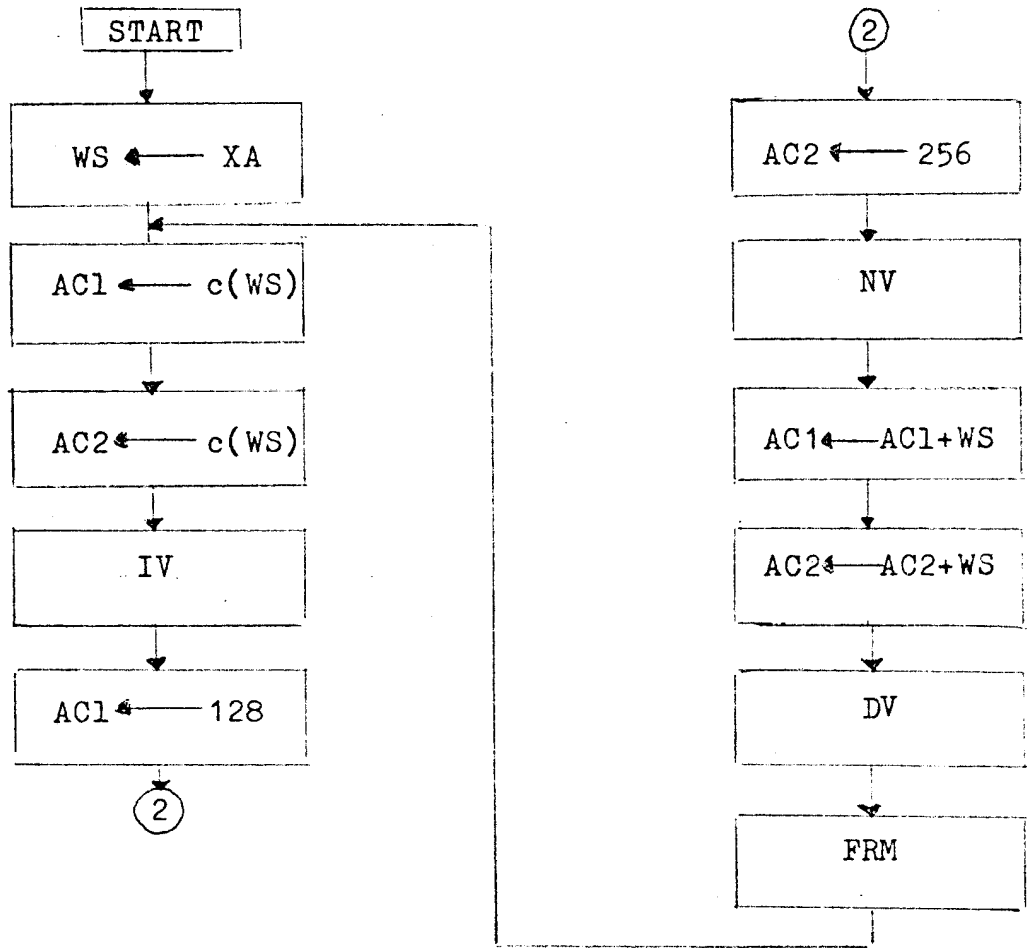 START
WS ← XA
AC1 ← c(WS)
AC2 ← c(WS)
IV
AC1 ← 128
2
2
AC2 ← 256
NV
AC1 ← AC1+WS
AC2 ← AC2+WS
DV
FRM